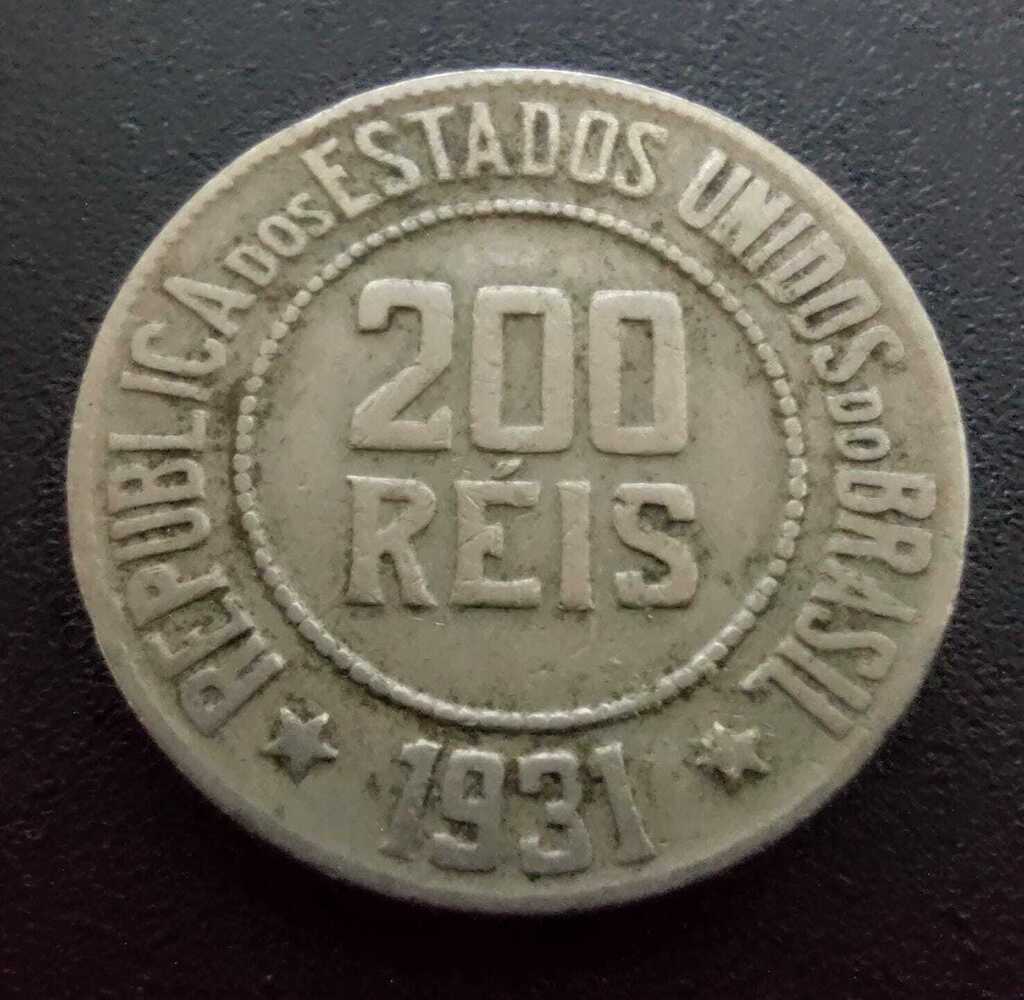 REPUBLICA DOS ESTADOS UNIDOS DO BRASIL
200
RÉIS
1931